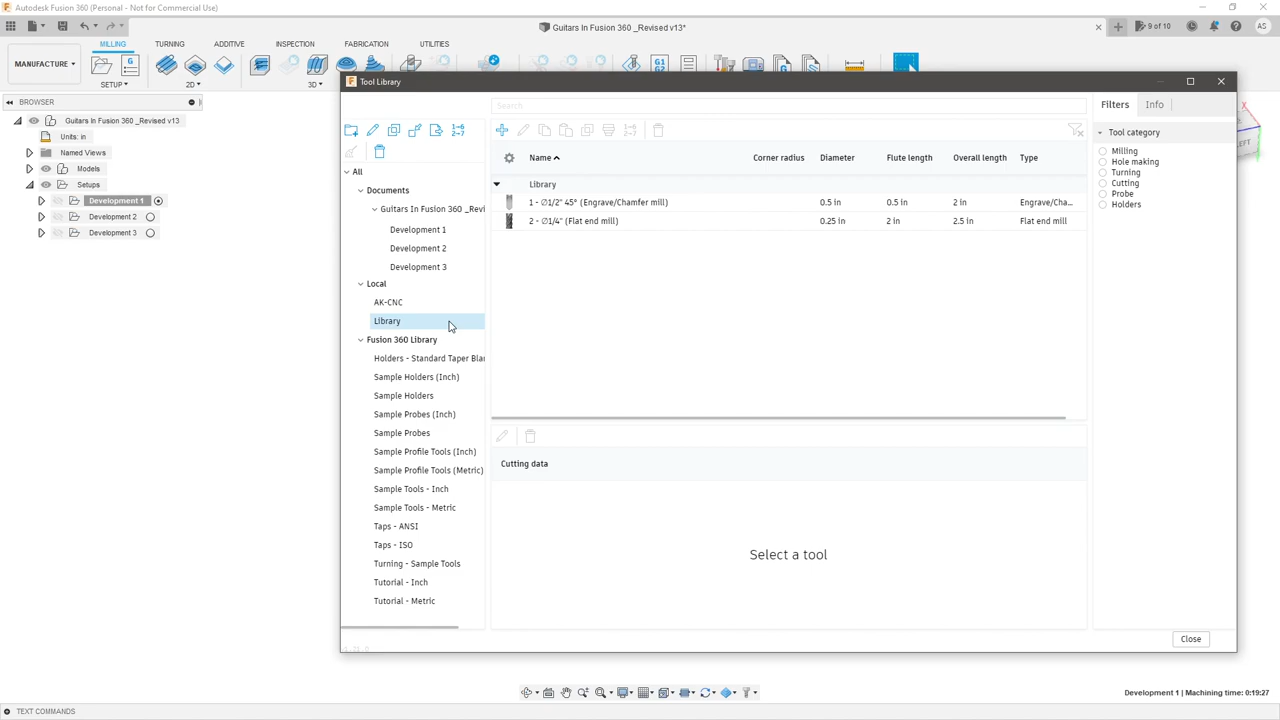 Autodesk Fusion 360 (Personal - Not for Commercial Use)
Guitars In Fusion 360 _Revised v13*
9 of 10
AS
MANUFACTURE
MILLING
TURNING
ADDITIVE
INSPECTION
FABRICATION
UTILITIES
SETUP
2D
3D
BROWSER
Guitars In Fusion 360 _Revised v13
Units: in
Named Views
Models
Setups
Development 1
Development 2
Development 3
Tool Library
All
Documents
Guitars In Fusion 360 _Revi
Development 1
Development 2
Development 3
Local
AK-CNC
Library
Fusion 360 Library
Holders - Standard Taper Blan
Sample Holders (Inch)
Sample Holders
Sample Probes (Inch)
Sample Probes
Sample Profile Tools (Inch)
Sample Profile Tools (Metric)
Sample Tools - Inch
Sample Tools - Metric
Taps - ANSI
Taps - ISO
Turning - Sample Tools
Tutorial - Inch
Tutorial - Metric
Search
Name Corner radius Diameter Flute length Overall length Type
Library
1 - ∅1/2" 45° (Engrave/Chamfer mill) 0.5 in 0.5 in 2 in Engrave/Cha...
2 - ∅1/4" (Flat end mill) 0.25 in 2 in 2.5 in Flat end mill
Cutting data
Select a tool
Filters
Info
Tool category
Milling
Hole making
Turning
Cutting
Probe
Holders
Close
LEFT
X
Development 1 | Machining time: 0:19:27
TEXT COMMANDS